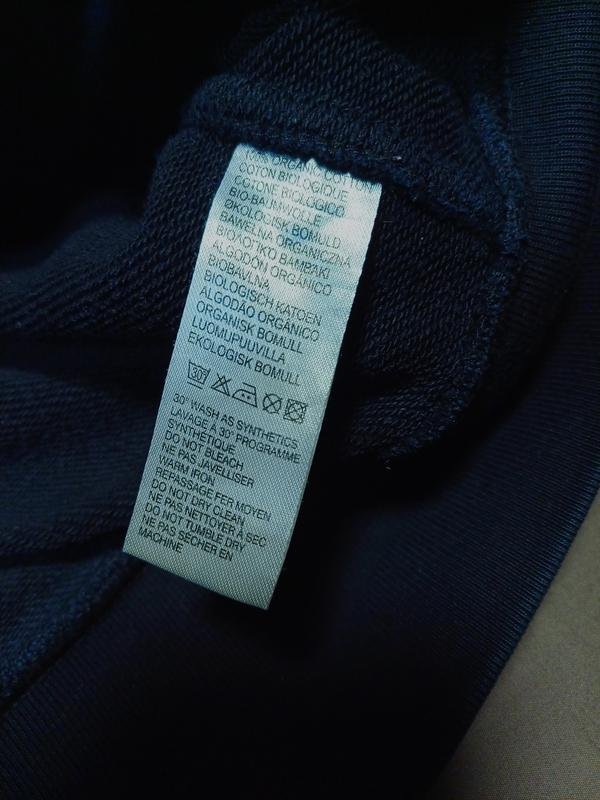 ORGANIC COTTON
COTON BIOLOGIQUE
COTONE BIOLOGICO
BIO-BAUMWOLLE
ØKOLOGISK BOMULD
BAWEŁNA ORGANICZNA
ΒΙΟΛΟΓΙΚΟ ΒΑΜΒΑΚΙ
ALGODÓN ORGÁNICO
BIOBAVLNA
BIOLOGISCH KATOEN
ALGODÃO ORGÂNICO
ORGANISK BOMULL
LUOMUPUUVILLA
EKOLOGISK BOMULL
30°
30° WASH AS SYNTHETICS
LAVAGE À 30° PROGRAMME
SYNTHÉTIQUE
DO NOT BLEACH
NE PAS JAVELLISER
WARM IRON
REPASSAGE FER MOYEN
DO NOT DRY CLEAN
NE PAS NETTOYER À SEC
DO NOT TUMBLE DRY
NE PAS SÉCHER EN
MACHINE